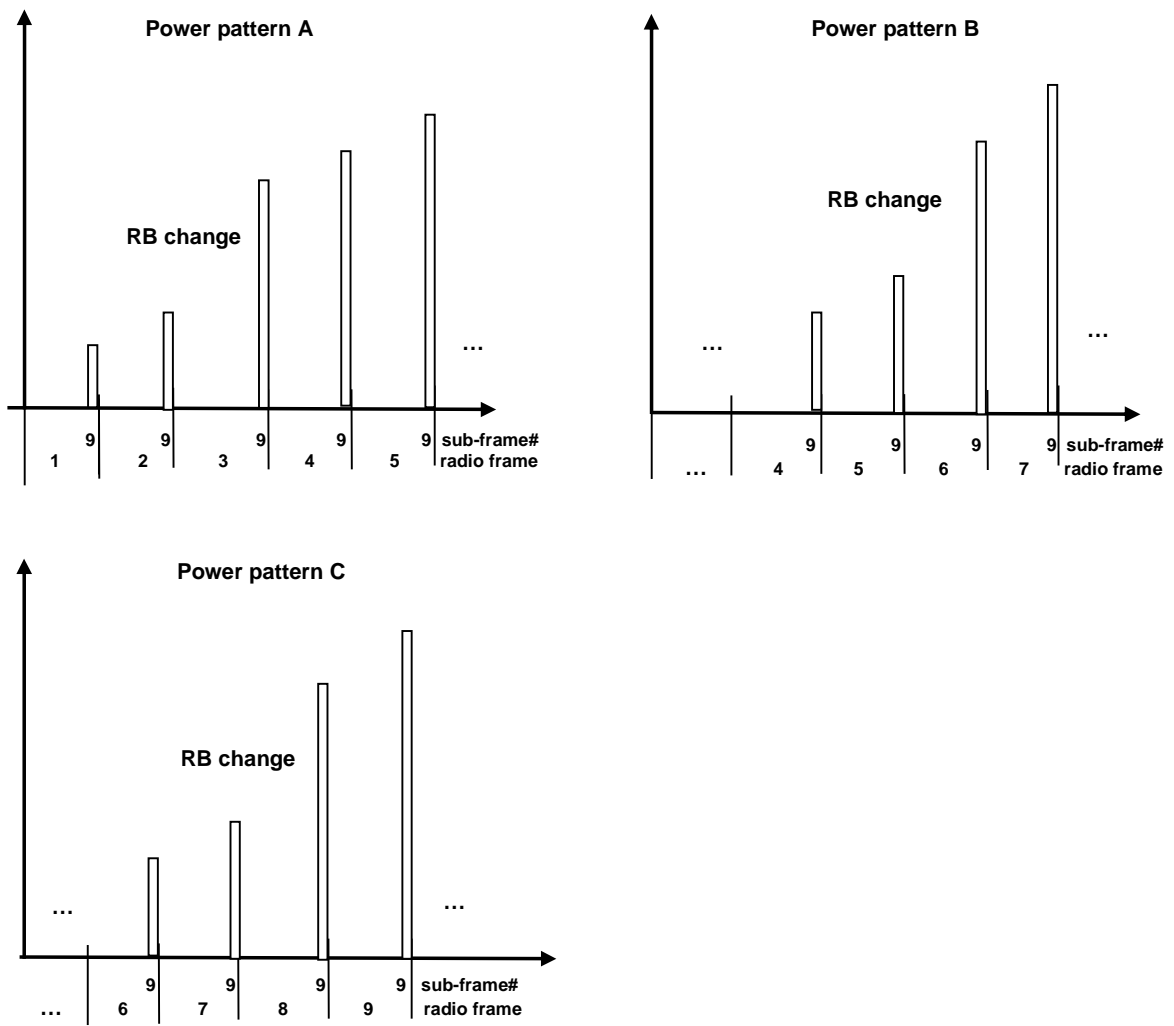 Power pattern A
RB change
...
9 9 9 9 9 sub-frame#
1 2 3 4 5 radio frame
Power pattern B
RB change
... ...
9 9 9 9 sub-frame#
... 4 5 6 7 radio frame
Power pattern C
RB change
... ...
9 9 9 9 sub-frame#
... 6 7 8 9 radio frame